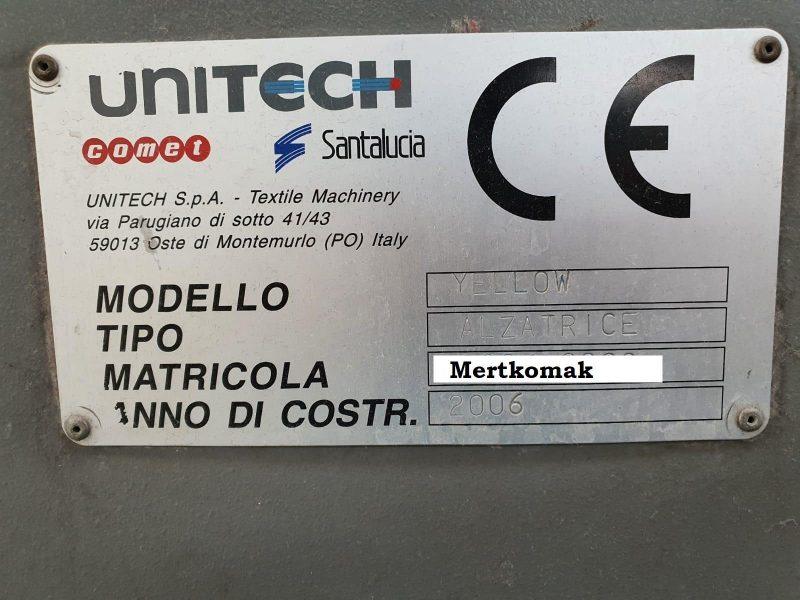 UNITECH
comet Santalucia
CE
UNITECH S.p.A. - Textile Machinery
via Parugiano di sotto 41/43
59013 Oste di Montemurlo (PO) Italy
MODELLO YELLOW
TIPO ALZATRICE
MATRICOLA Mertkomak
ANNO DI COSTR. 2006